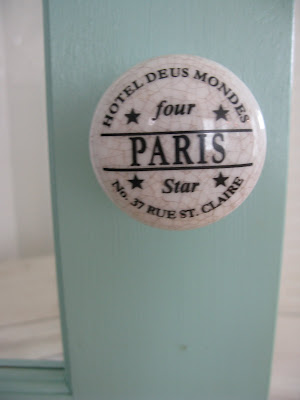 HOTEL DEUS MONDES
four
PARIS
Star
No. 37 RUE ST. CLAIRE